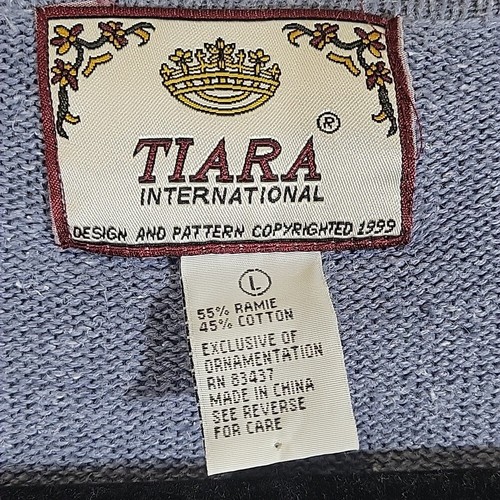 ®
TIARA
INTERNATIONAL
DESIGN AND PATTERN COPYRIGHTED 1999
L
55% RAMIE
45% COTTON
EXCLUSIVE OF
ORNAMENTATION
RN 83437
MADE IN CHINA
SEE REVERSE
FOR CARE